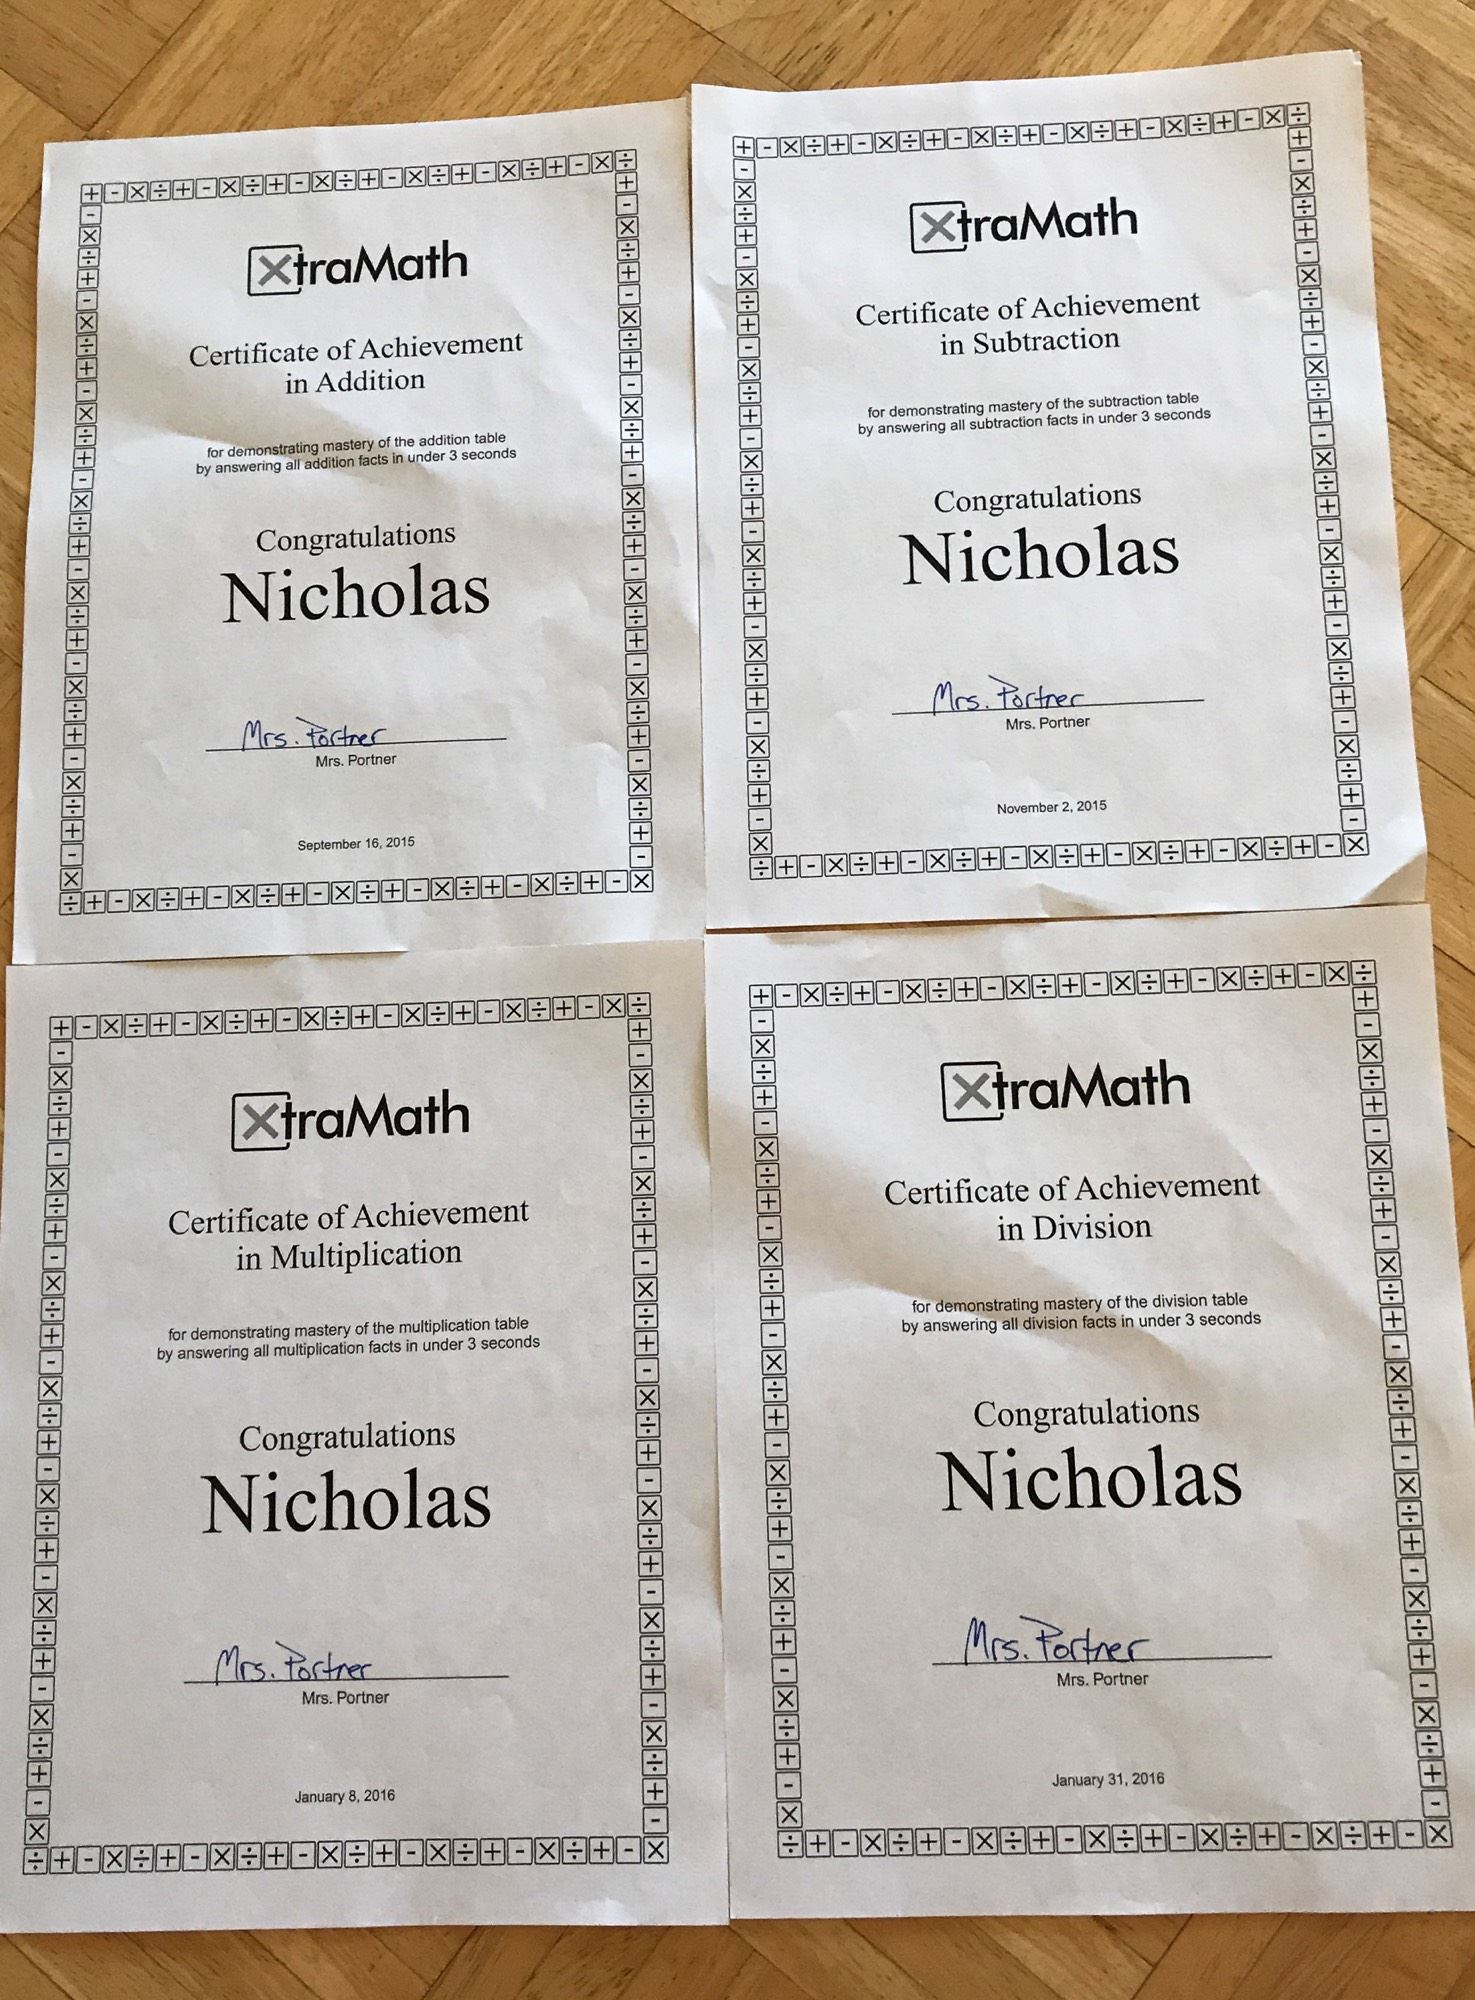 XtraMath
Certificate of Achievement
in Addition
for demonstrating mastery of the addition table
by answering all addition facts in under 3 seconds
Congratulations
Nicholas
Mrs. Portner
Mrs. Portner
September 16, 2015
XtraMath
Certificate of Achievement
in Subtraction
for demonstrating mastery of the subtraction table
by answering all subtraction facts in under 3 seconds
Congratulations
Nicholas
Mrs. Portner
Mrs. Portner
November 2, 2015
XtraMath
Certificate of Achievement
in Multiplication
for demonstrating mastery of the multiplication table
by answering all multiplication facts in under 3 seconds
Congratulations
Nicholas
Mrs. Portner
Mrs. Portner
January 8, 2016
XtraMath
Certificate of Achievement
in Division
for demonstrating mastery of the division table
by answering all division facts in under 3 seconds
Congratulations
Nicholas
Mrs. Portner
Mrs. Portner
January 31, 2016